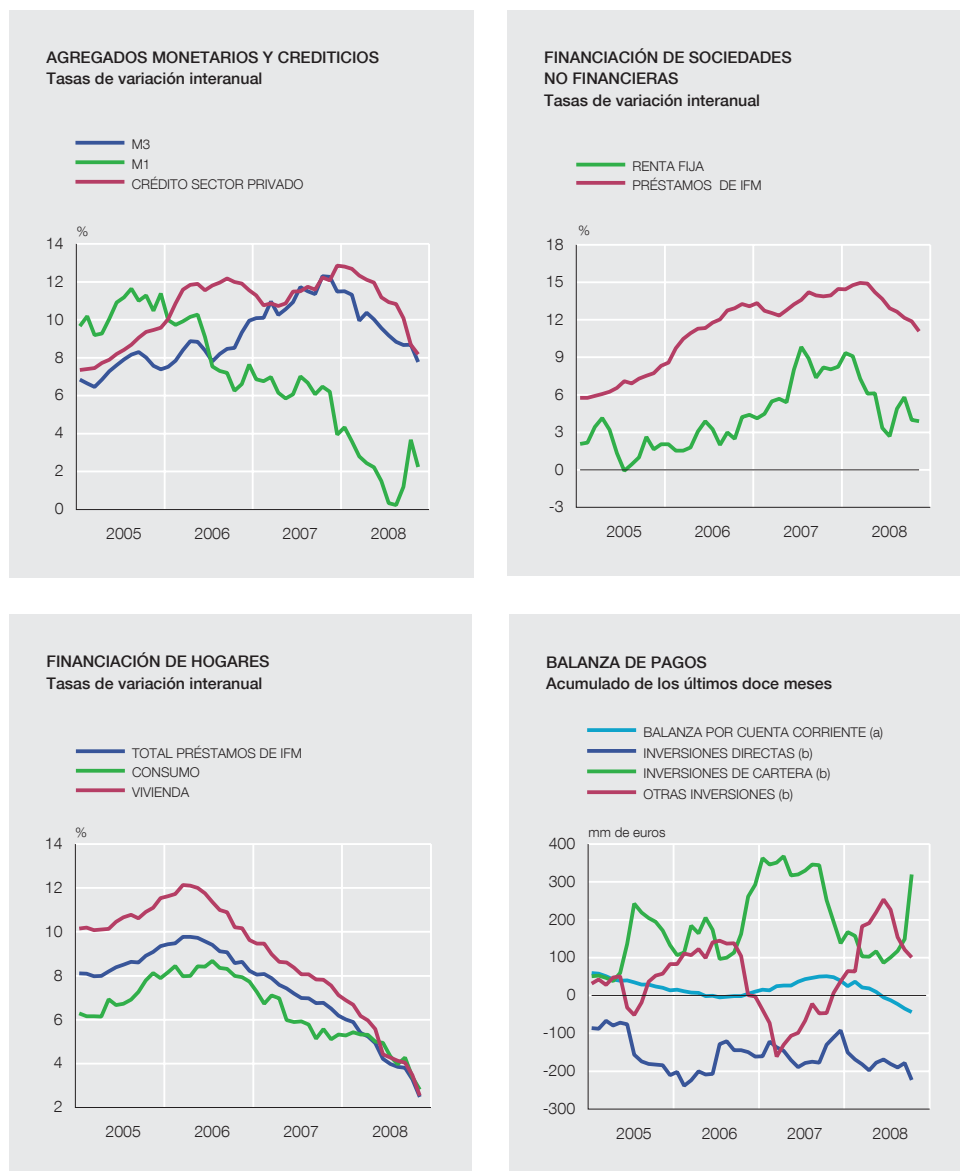 AGREGADOS MONETARIOS Y CREDITICIOS
Tasas de variación interanual
M3
M1
CRÉDITO SECTOR PRIVADO
%
14
12
10
8
6
4
2
0
2005 2006 2007 2008
FINANCIACIÓN DE SOCIEDADES
NO FINANCIERAS
Tasas de variación interanual
RENTA FIJA
PRÉSTAMOS DE IFM
%
18
15
12
9
6
3
0
-3
2005 2006 2007 2008
FINANCIACIÓN DE HOGARES
Tasas de variación interanual
TOTAL PRÉSTAMOS DE IFM
CONSUMO
VIVIENDA
%
14
12
10
8
6
4
2
2005 2006 2007 2008
BALANZA DE PAGOS
Acumulado de los últimos doce meses
BALANZA POR CUENTA CORRIENTE (a)
INVERSIONES DIRECTAS (b)
INVERSIONES DE CARTERA (b)
OTRAS INVERSIONES (b)
mm de euros
400
300
200
100
0
-100
-200
-300
2005 2006 2007 2008